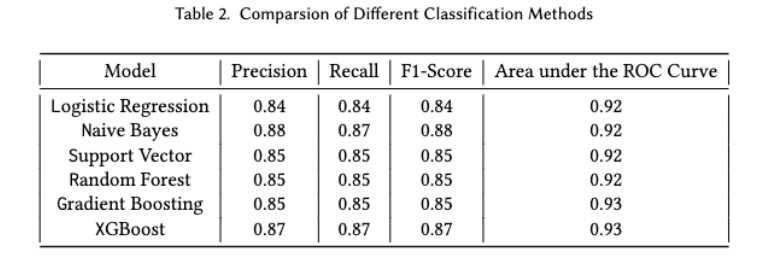 Table 2. Comparsion of Different Classification Methods
Model Precision Recall F1-Score Area under the ROC Curve
Logistic Regression 0.84 0.84 0.84 0.92
Naive Bayes 0.88 0.87 0.88 0.92
Support Vector 0.85 0.85 0.85 0.92
Random Forest 0.85 0.85 0.85 0.92
Gradient Boosting 0.85 0.85 0.85 0.93
XGBoost 0.87 0.87 0.87 0.93